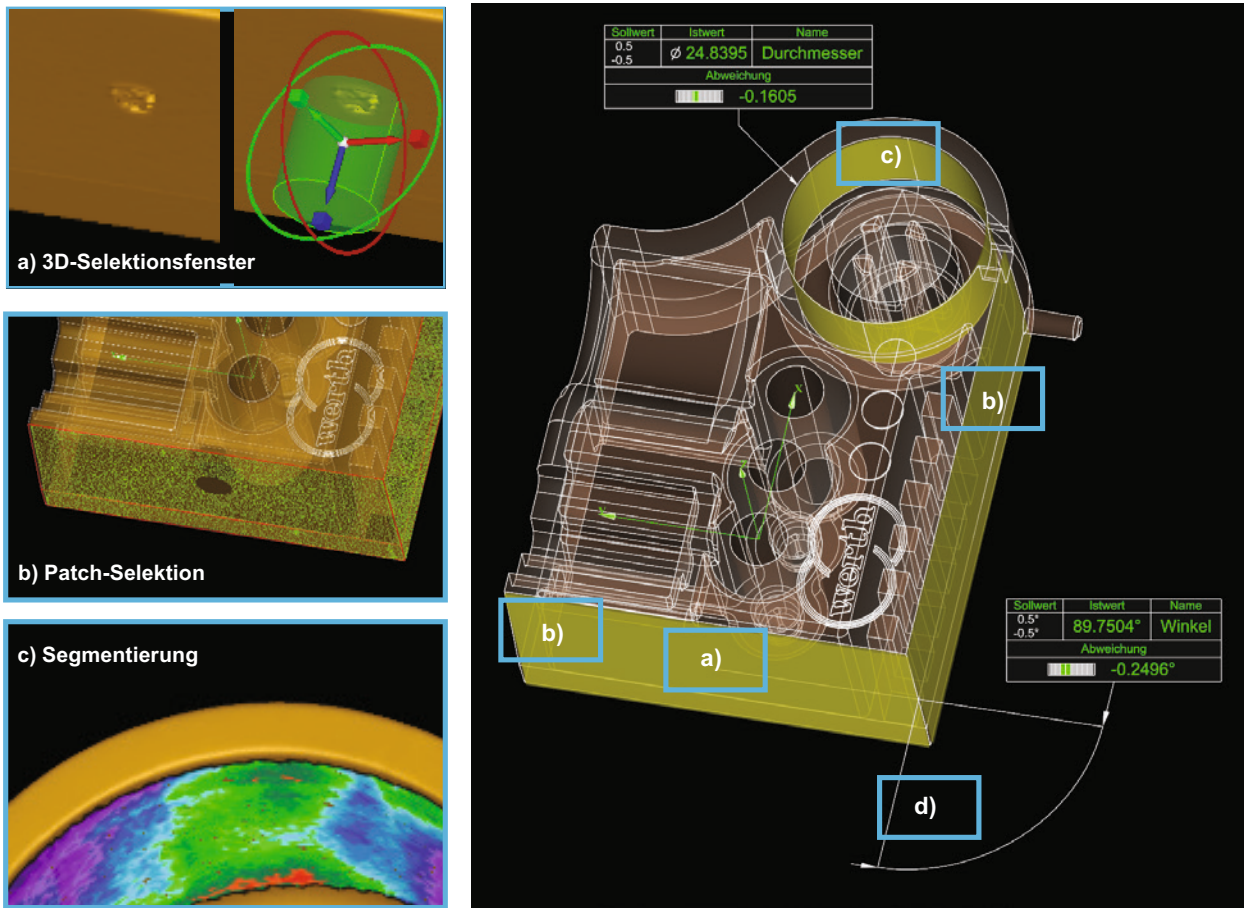 a) 3D-Selektionsfenster
b) Patch-Selektion
werth
c) Segmentierung
Sollwert Istwert Name
0.5
-0.5
ø 24.8395 Durchmesser
Abweichung
-0.1605
c)
b)
x
z
Y
werth
b)
a)
Sollwert Istwert Name
0.5°
-0.5°
89.7504° Winkel
Abweichung
-0.2496°
d)